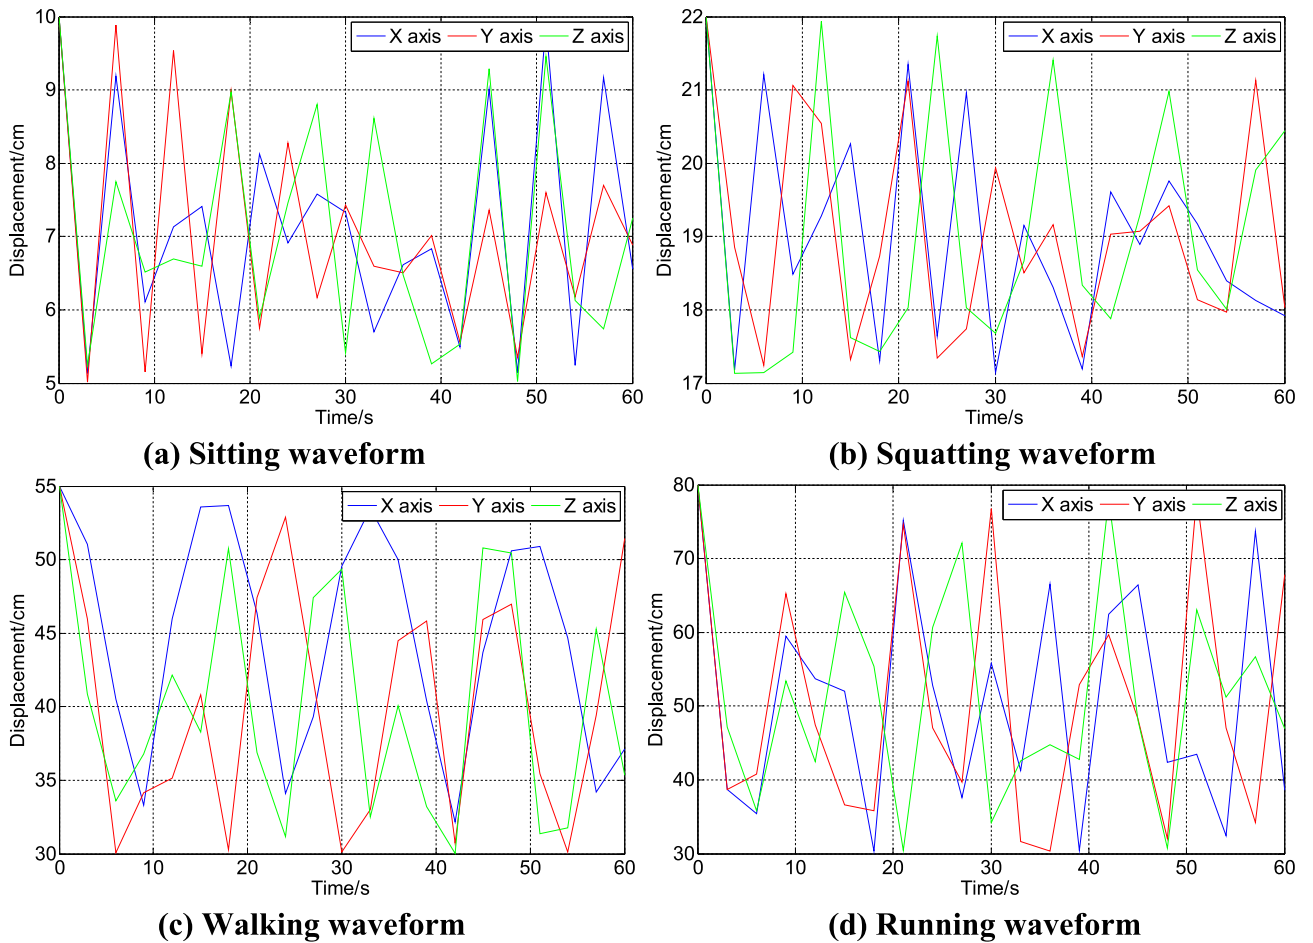 10
9
8
7
6
5
Displacement/cm
X axis Y axis Z axis
0 10 20 30 40 50 60
Time/s
(a) Sitting waveform
22
21
20
19
18
17
Displacement/cm
X axis Y axis Z axis
0 10 20 30 40 50 60
Time/s
(b) Squatting waveform
55
50
45
40
35
30
Displacement/cm
X axis Y axis Z axis
0 10 20 30 40 50 60
Time/s
(c) Walking waveform
80
70
60
50
40
30
Displacement/cm
X axis Y axis Z axis
0 10 20 30 40 50 60
Time/s
(d) Running waveform